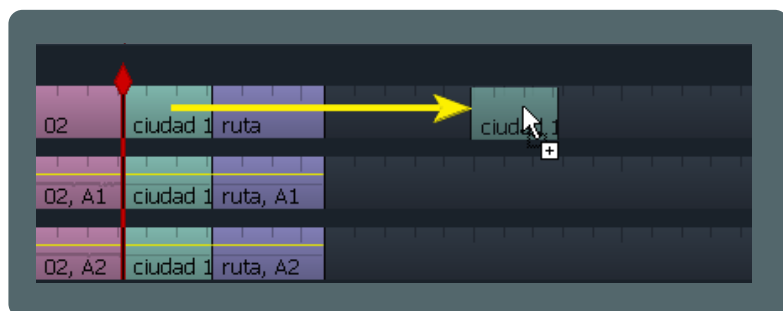 02 ciudad 1 ruta ciudad 1
02, A1 ciudad 1 ruta, A1
02, A2 ciudad 1 ruta, A2